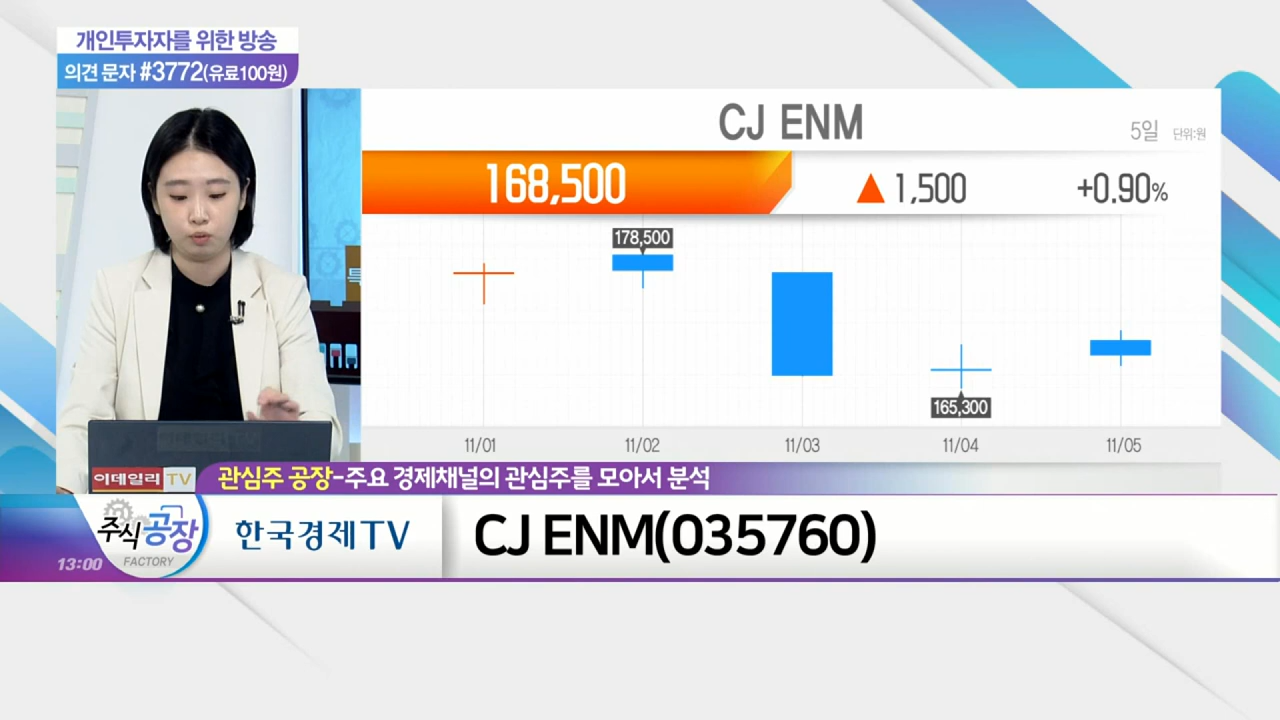 개인투자자를 위한 방송
의견 문자 #3772(유료100원)
CJ ENM
5일 단위:원
168,500 ▲ 1,500 +0.90%
178,500
165,300
11/01 11/02 11/03 11/04 11/05
이데일리 TV 관심주 공장-주요 경제채널의 관심주를 모아서 분석
주식공장
FACTORY
13:00
한국경제TV
CJ ENM(035760)